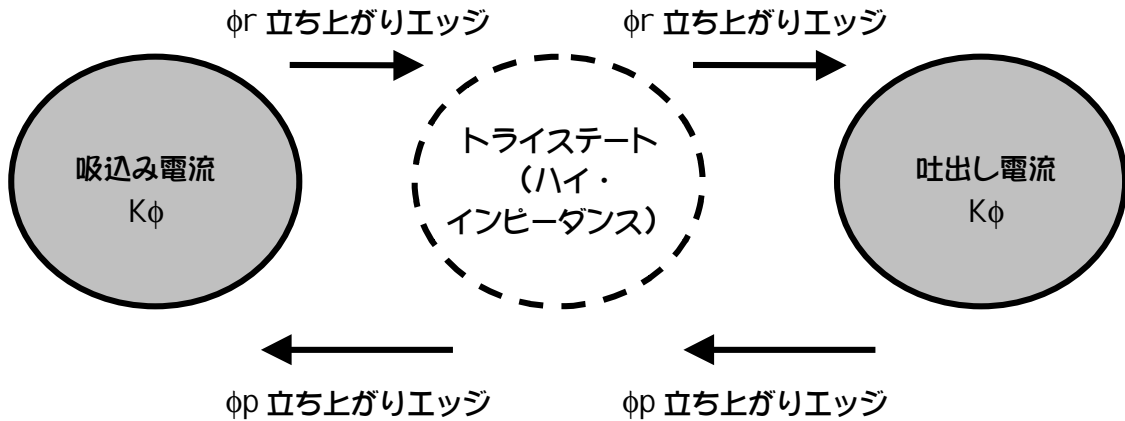 ϕr 立ち上がりエッジ
ϕr 立ち上がりエッジ
吸込み電流
Kϕ
トライステート
（ハイ・
インピーダンス）
吐出し電流
Kϕ
ϕp 立ち上がりエッジ
ϕp 立ち上がりエッジ